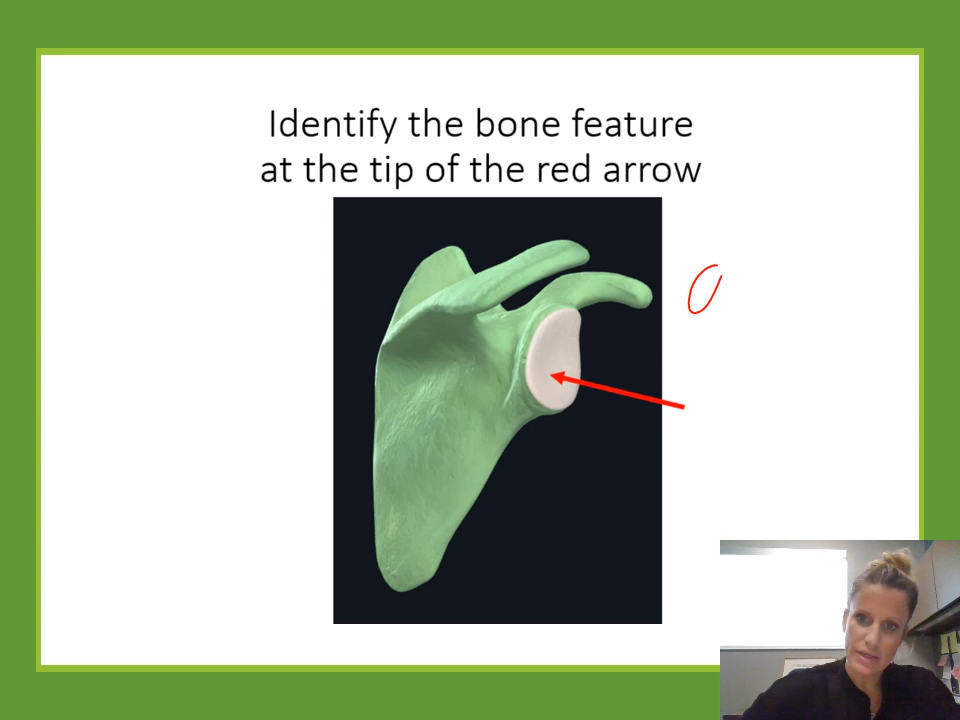 Identify the bone feature
at the tip of the red arrow